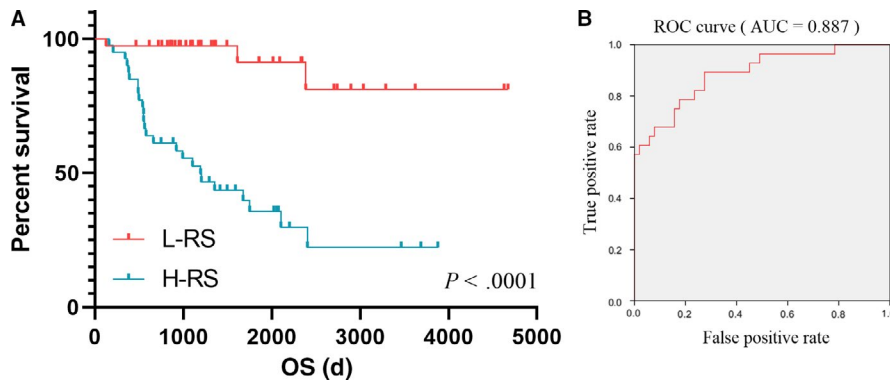 A
100
50
0
Percent survival
L-RS
H-RS
P < .0001
0 1000 2000 3000 4000 5000
OS (d)
B
ROC curve ( AUC = 0.887 )
1.0
0.8
0.6
0.4
0.2
0.0
True positive rate
0.0 0.2 0.4 0.6 0.8 1.0
False positive rate